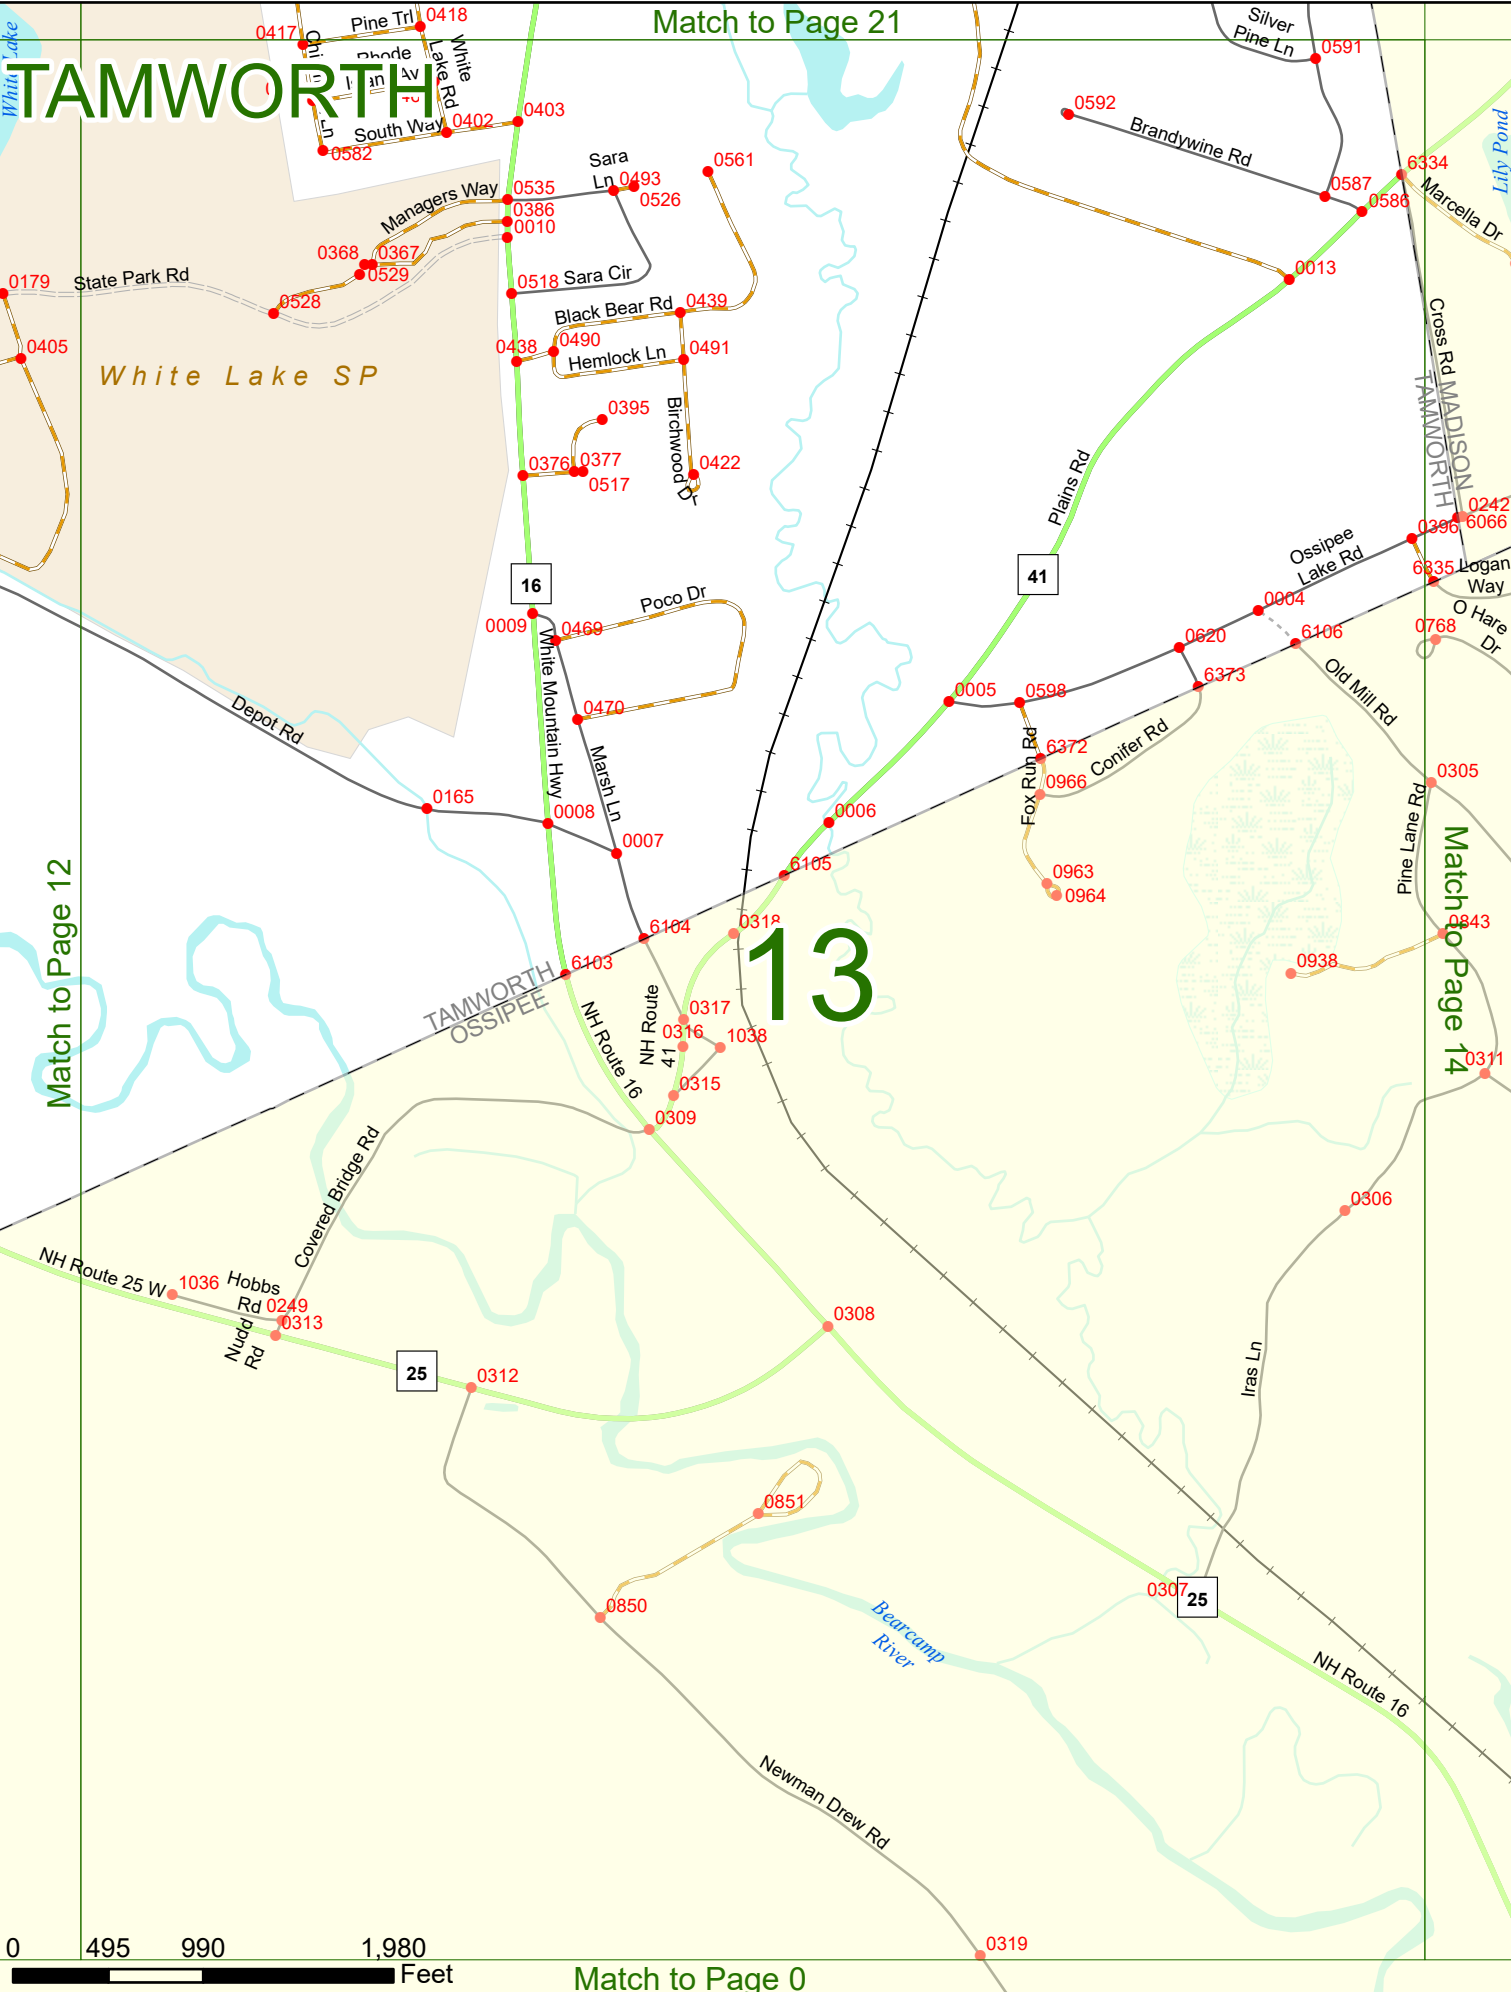 Match to Page 21
TAMWORTH
White Lake
0417
Pine Trl
0418
Rhode
White
Lake Rd
Ln
South Way
0402
0403
0582
Silver
Pine Ln
0591
0592
Brandywine Rd
0587
0586
6334
Marcella Dr
Lily Pond
Sara
Ln
0493
0526
0561
Managers Way
0535
0386
0010
0368
0367
0529
0179
State Park Rd
0528
0518
Sara Cir
0013
Black Bear Rd
0439
0405
0438
0490
Hemlock Ln
0491
White Lake SP
Cross Rd
MADISON
TAMWORTH
0395
Birchwood Dr
0376
0377
0517
0422
Plains Rd
0242
6066
0396
Ossipee
Lake Rd
6335
Logan
Way
16
41
Poco Dr
0009
0469
0004
0620
6106
0768
O Hare
Dr
6373
Old Mill Rd
White Mountain Hwy
0470
Depot Rd
0005
0598
Marsh Ln
Fox Run Rd
6372
Conifer Rd
0966
0305
0165
0008
0006
0007
Pine Lane Rd
6105
0963
0964
Match to Page 12
Match to Page 14
6104
0318
13
0843
6103
0938
TAMWORTH
OSSIPEE
NH Route 16
NH Route
41
0317
0316
1038
0311
0315
0309
Covered Bridge Rd
0306
NH Route 25 W
1036
Hobbs
Rd
0249
0313
Nudd
Rd
0308
25
0312
Iras Ln
0851
0850
0307
25
Bearcamp
River
NH Route 16
Newman Drew Rd
0319
0
495
990
1,980
Feet
Match to Page 0